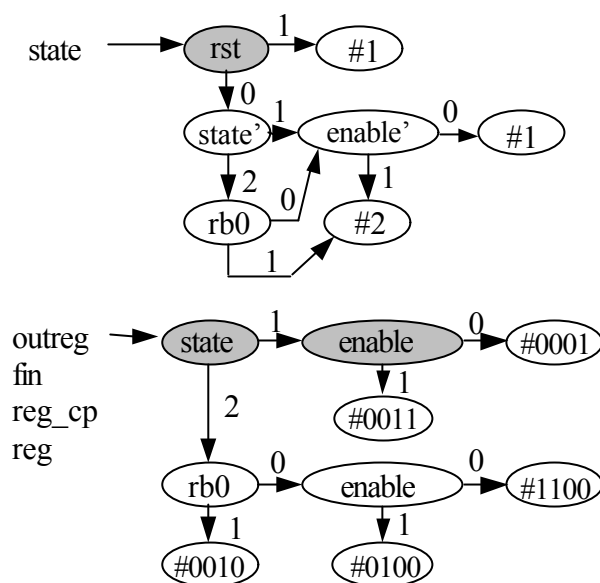 state rst 1 #1
0
state’ 1 enable’ 0 #1
2 0 1
rb0 #2
1
outreg state 1 enable 0 #0001
fin 1
reg_cp 2 #0011
reg
rb0 0 enable 0 #1100
1 1
#0010 #0100